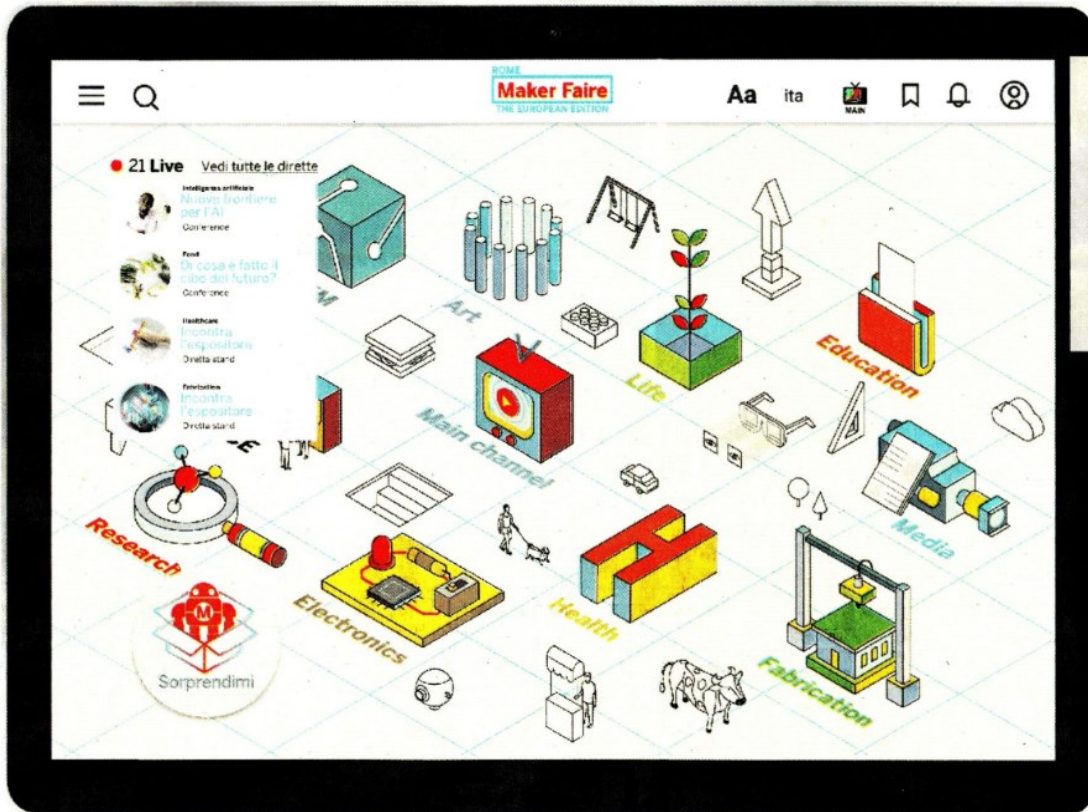 ROME
Maker Faire
THE EUROPEAN EDITION
Aa
ita
MAIN
21 Live
Vedi tutte le dirette
Intelligenza artificiale
Nuove frontiere
per l'AI
Conference
Food
Di cosa è fatto il
cibo del futuro?
Conference
Healthcare
Incontra
l'espositore
Diretta stand
Fabrication
Incontra
l'espositore
Diretta stand
Art
Life
Education
Main channel
Media
Research
Electronics
Health
H
Fabrication
M
Sorprendimi